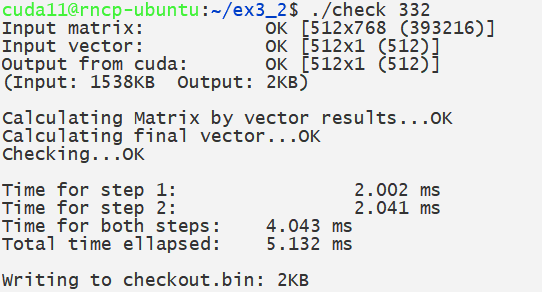 cuda11@rncp-ubuntu:~/ex3_2$ ./check 332
Input matrix: OK [512x768 (393216)]
Input vector: OK [512x1 (512)]
Output from cuda: OK [512x1 (512)]
(Input: 1538KB Output: 2KB)
Calculating Matrix by vector results...OK
Calculating final vector...OK
Checking...OK
Time for step 1: 2.002 ms
Time for step 2: 2.041 ms
Time for both steps: 4.043 ms
Total time ellapsed: 5.132 ms
Writing to checkout.bin: 2KB